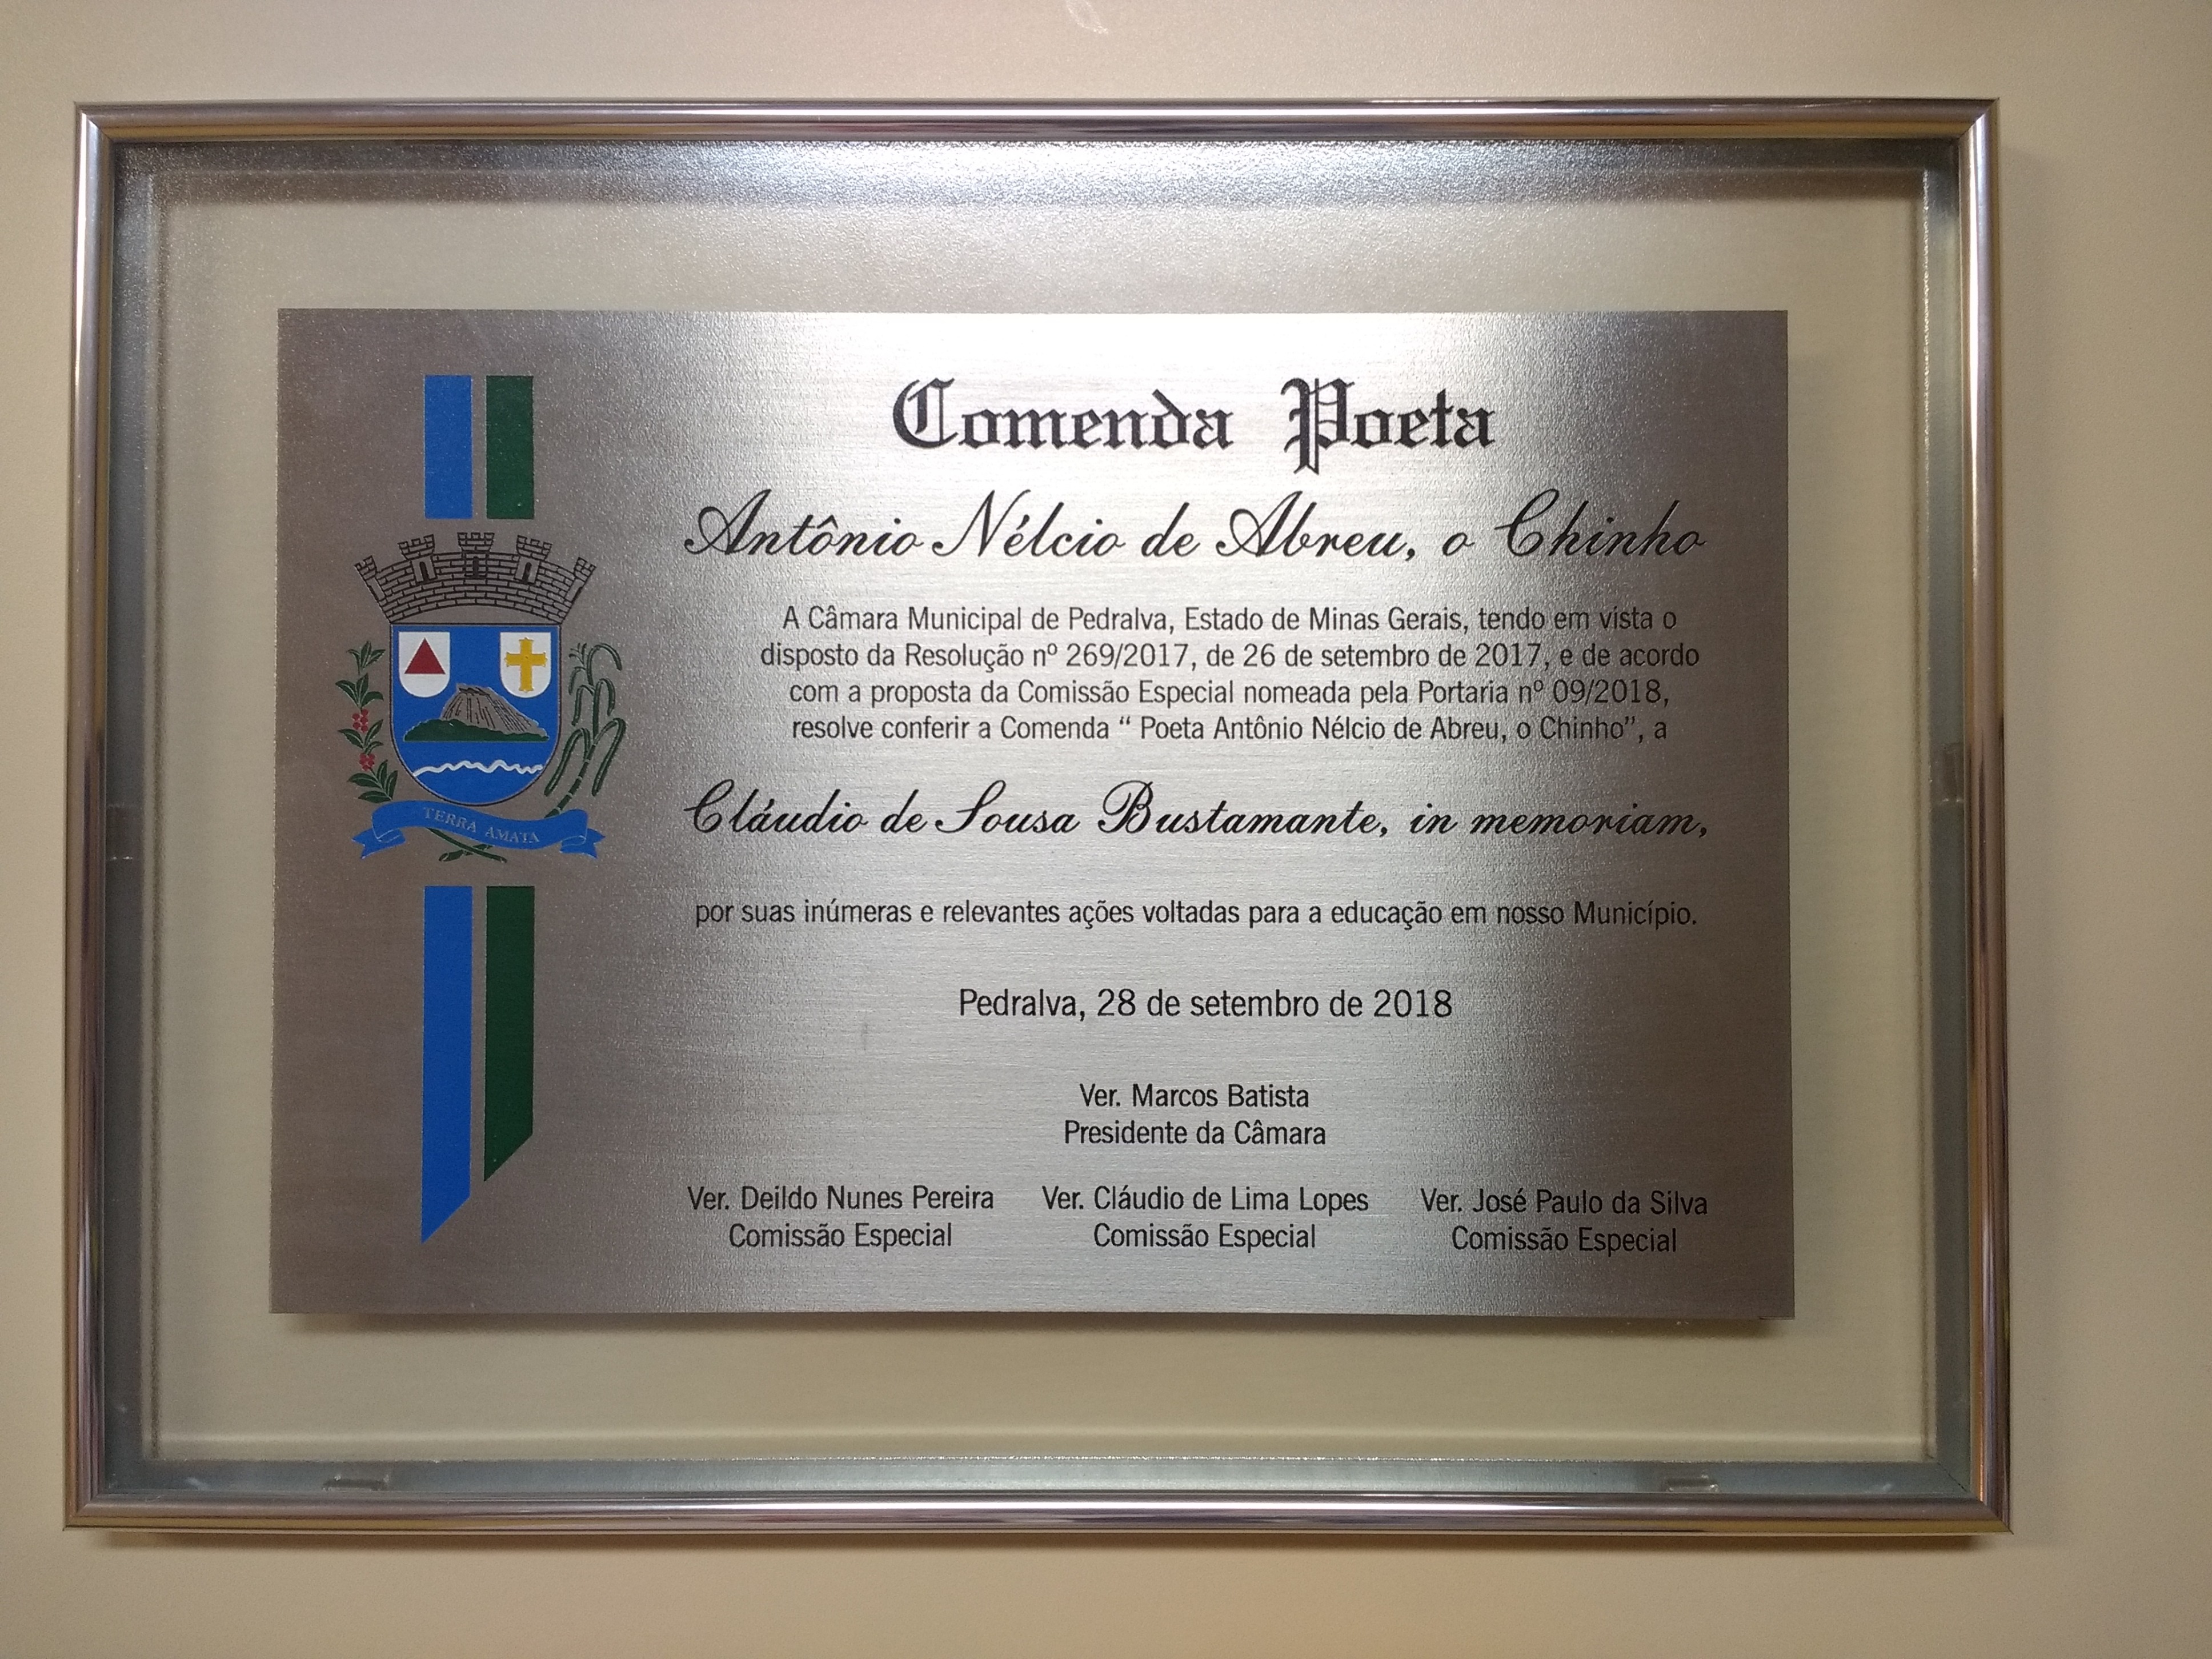 Comenda Poeta
Antônio Nélcio de Abreu, o Chinho
A Câmara Municipal de Pedralva, Estado de Minas Gerais, tendo em vista o
disposto da Resolução nº 269/2017, de 26 de setembro de 2017, e de acordo
com a proposta da Comissão Especial nomeada pela Portaria nº 09/2018,
resolve conferir a Comenda “ Poeta Antônio Nélcio de Abreu, o Chinho”, a
Cláudio de Sousa Bustamante, in memoriam,
por suas inúmeras e relevantes ações voltadas para a educação em nosso Município.
Pedralva, 28 de setembro de 2018
Ver. Marcos Batista
Presidente da Câmara
Ver. Deildo Nunes Pereira
Comissão Especial
Ver. Cláudio de Lima Lopes
Comissão Especial
Ver. José Paulo da Silva
Comissão Especial
TERRA AMATA